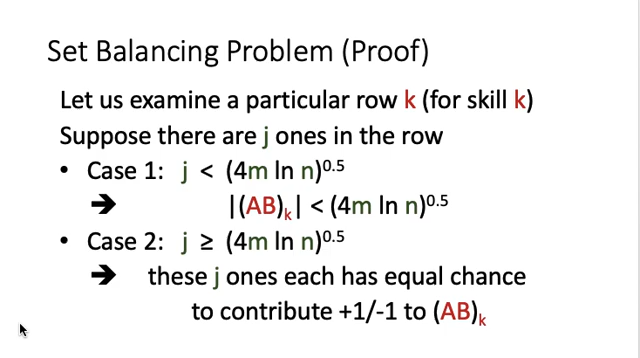 Set Balancing Problem (Proof)
Let us examine a particular row k (for skill k)
Suppose there are j ones in the row
• Case 1: j < (4m ln n)^0.5
➔ |(AB)_k| < (4m ln n)^0.5
• Case 2: j ≥ (4m ln n)^0.5
➔ these j ones each has equal chance
to contribute +1/-1 to (AB)_k